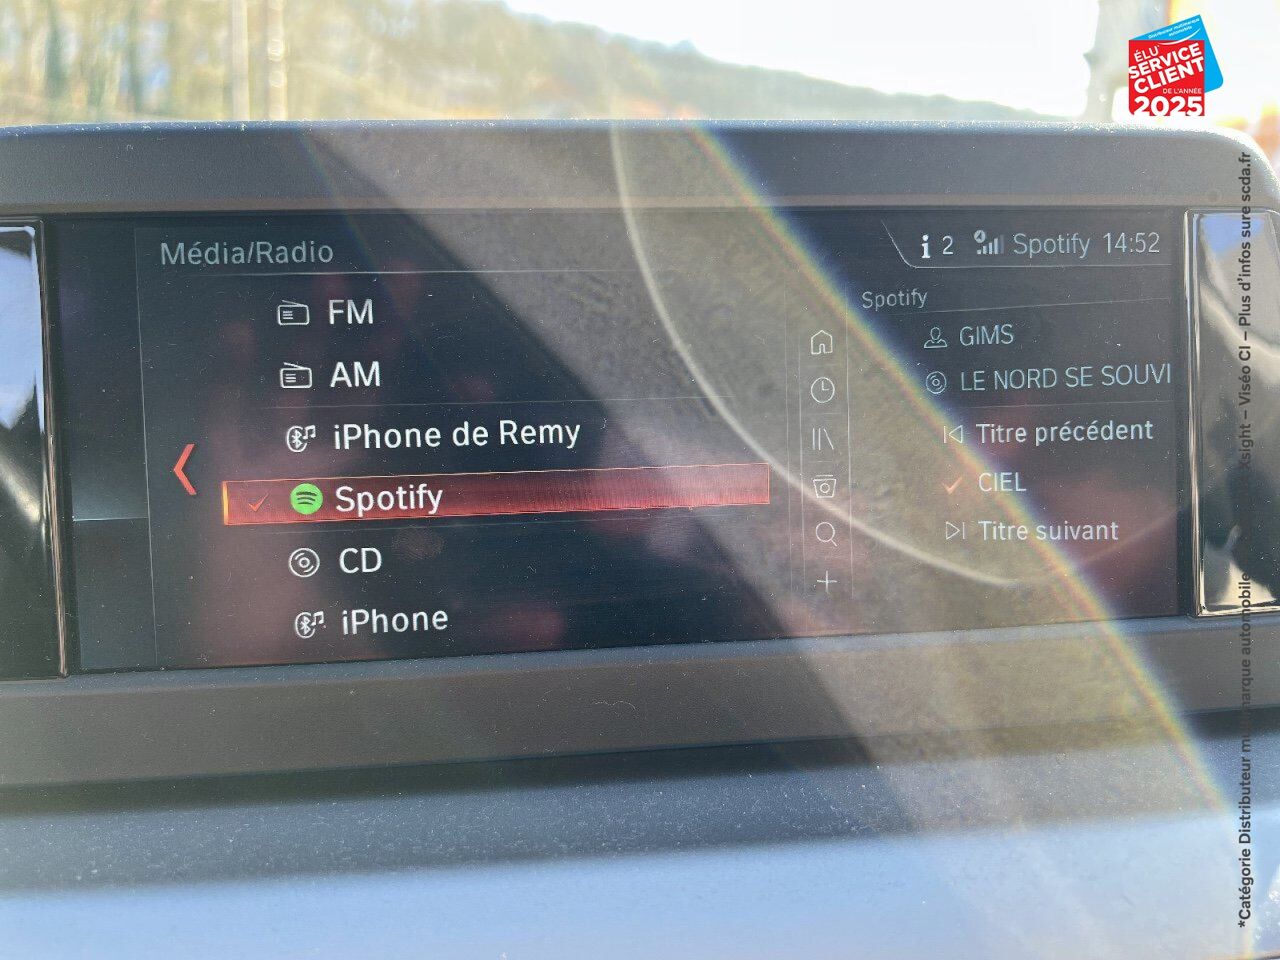 Distributeur multimarque
automobile
ÉLU
SERVICE
CLIENT
DE L'ANNÉE
2025
Média/Radio
FM
AM
iPhone de Remy
Spotify
CD
iPhone
2 Spotify 14:52
Spotify
GIMS
LE NORD SE SOUVI
Titre précédent
CIEL
Titre suivant
*Catégorie Distributeur automobile – Viséo CI – Plus d'infos sure scda.fr